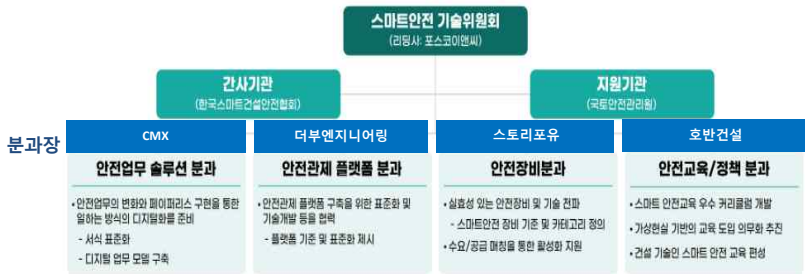 스마트안전 기술위원회
(리딩사: 포스코이앤씨)
간사기관
(한국스마트건설안전협회)
지원기관
(국토안전관리원)
분과장
CMX
더부엔지니어링
스토리포유
호반건설
안전업무 솔루션 분과
• 안전업무의 변화와 페이퍼리스 구현을 통한
일하는 방식의 디지털화를 준비
- 서식 표준화
- 디지털 업무 모델 구축
안전관제 플랫폼 분과
• 안전관제 플랫폼 구축을 위한 표준화 및
기술개발 등을 협력
- 플랫폼 기준 및 표준화 제시
안전장비분과
• 실효성 있는 안전장비 및 기술 전파
- 스마트안전 장비 기준 및 카테고리 정의
• 수요/공급 매칭을 통한 활성화 지원
안전교육/정책 분과
• 스마트 안전교육 우수 커리큘럼 개발
• 가상현실 기반의 교육 도입 의무화 추진
• 건설 기술인 스마트 안전 교육 편성